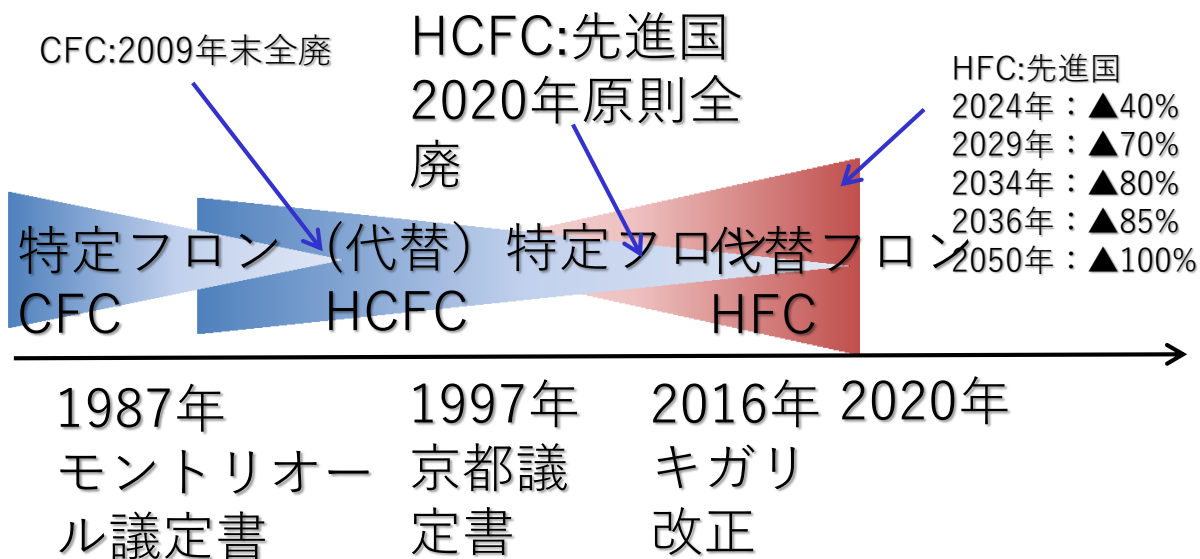 CFC:2009年末全廃
HCFC:先進国
2020年原則全
廃
HFC:先進国
2024年：▲40%
2029年：▲70%
2034年：▲80%
2036年：▲85%
2050年：▲100%
特定フロン
CFC
（代替）特定フロン
HCFC
代替フロン
HFC
1987年
モントリオー
ル議定書
1997年
京都議
定書
2016年
キガリ
改正
2020年